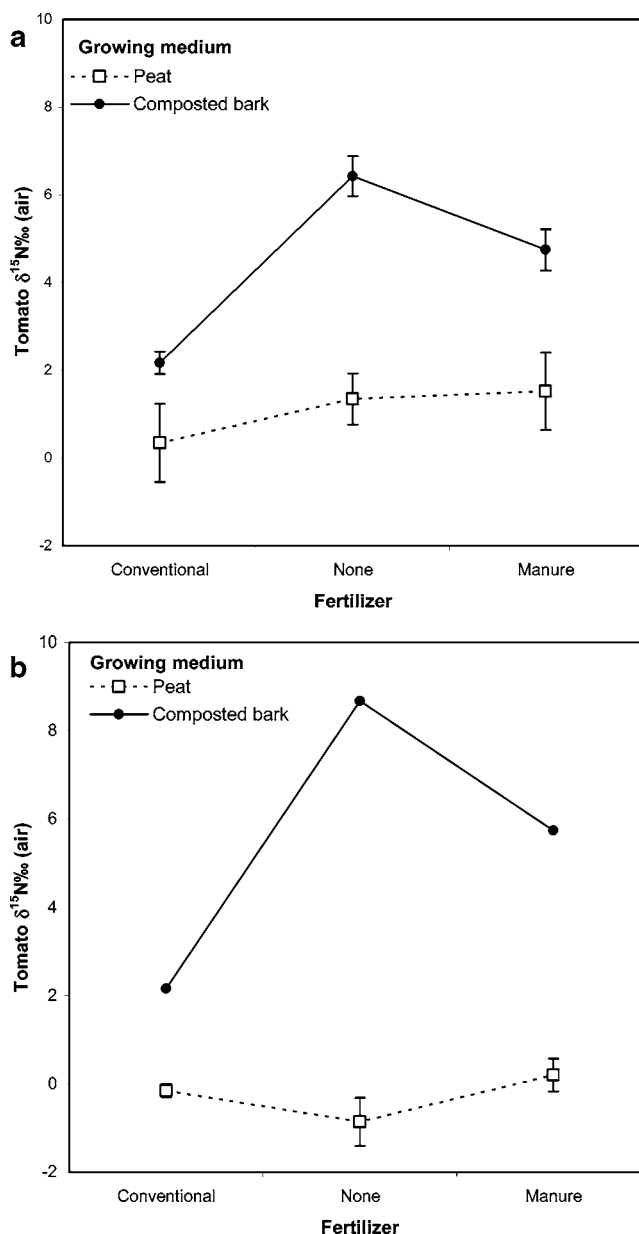 a
10
Growing medium
Peat
Composted bark
8
6
4
2
0
-2
Tomato δ¹⁵N‰ (air)
Conventional None Manure
Fertilizer
b
10
Growing medium
Peat
Composted bark
8
6
4
2
0
-2
Tomato δ¹⁵N‰ (air)
Conventional None Manure
Fertilizer